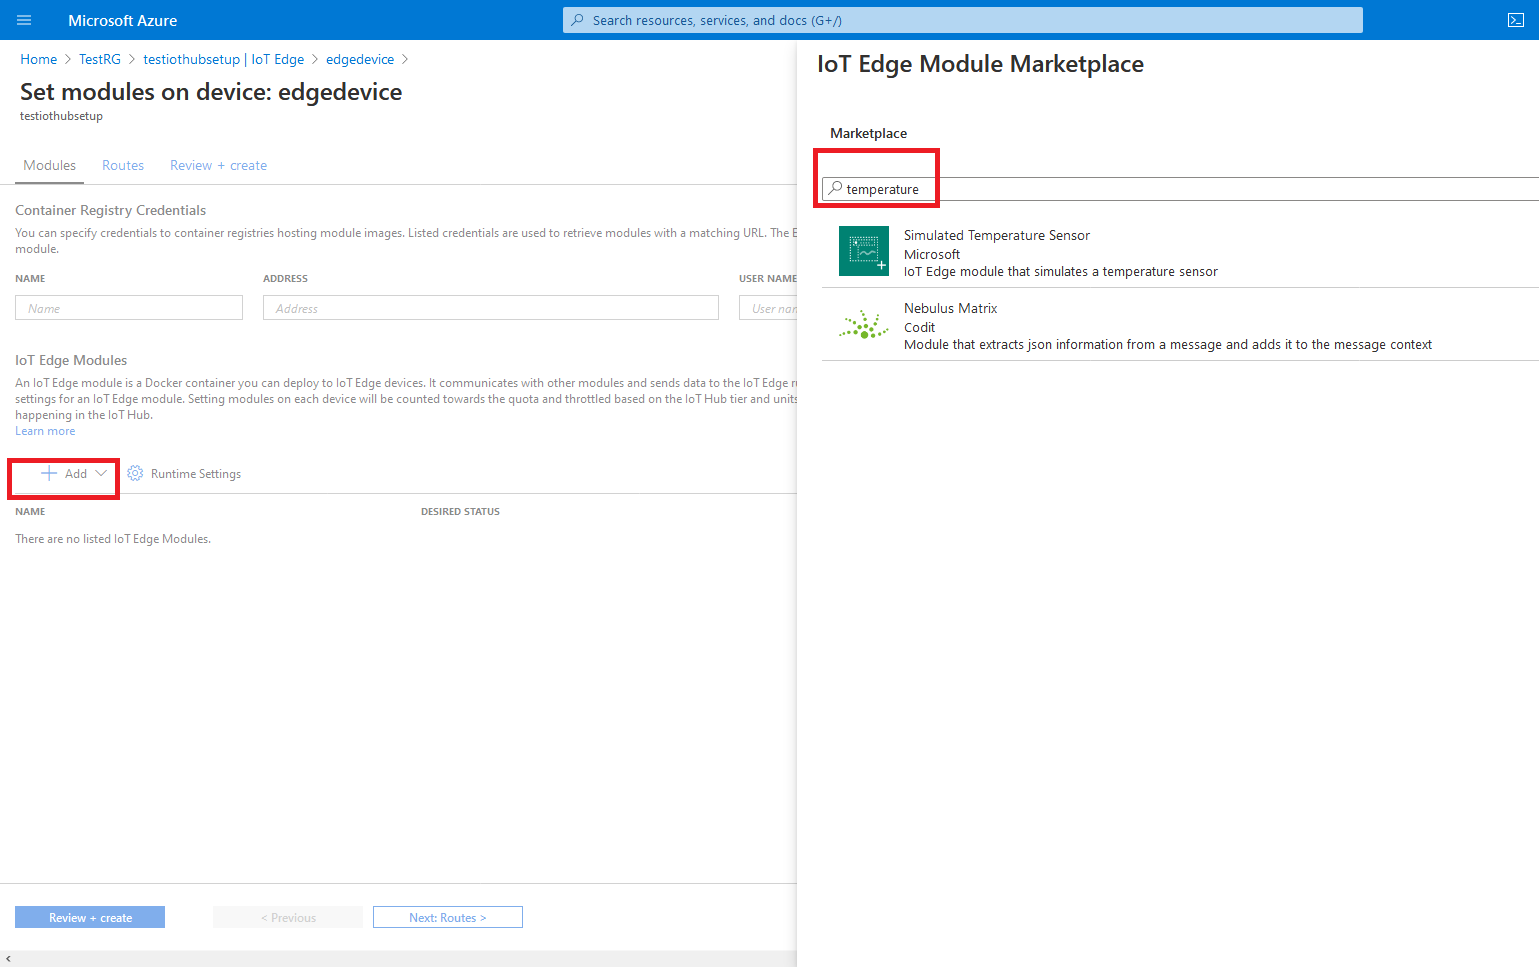 Microsoft Azure
Search resources, services, and docs (G+/)
Home > TestRG > testiothubsetup | IoT Edge > edgedevice >
Set modules on device: edgedevice
testiothubsetup
Modules Routes Review + create
Container Registry Credentials
You can specify credentials to container registries hosting module images. Listed credentials are used to retrieve modules with a matching URL. The E
module.
NAME ADDRESS USER NAME
Name Address User nan
IoT Edge Modules
An IoT Edge module is a Docker container you can deploy to IoT Edge devices. It communicates with other modules and sends data to the IoT Edge ru
settings for an IoT Edge module. Setting modules on each device will be counted towards the quota and throttled based on the IoT Hub tier and units
happening in the IoT Hub.
Learn more
Add Runtime Settings
NAME DESIRED STATUS
There are no listed IoT Edge Modules.
Review + create < Previous Next: Routes >
IoT Edge Module Marketplace
Marketplace
temperature
Simulated Temperature Sensor
Microsoft
IoT Edge module that simulates a temperature sensor
Nebulus Matrix
Codit
Module that extracts json information from a message and adds it to the message context